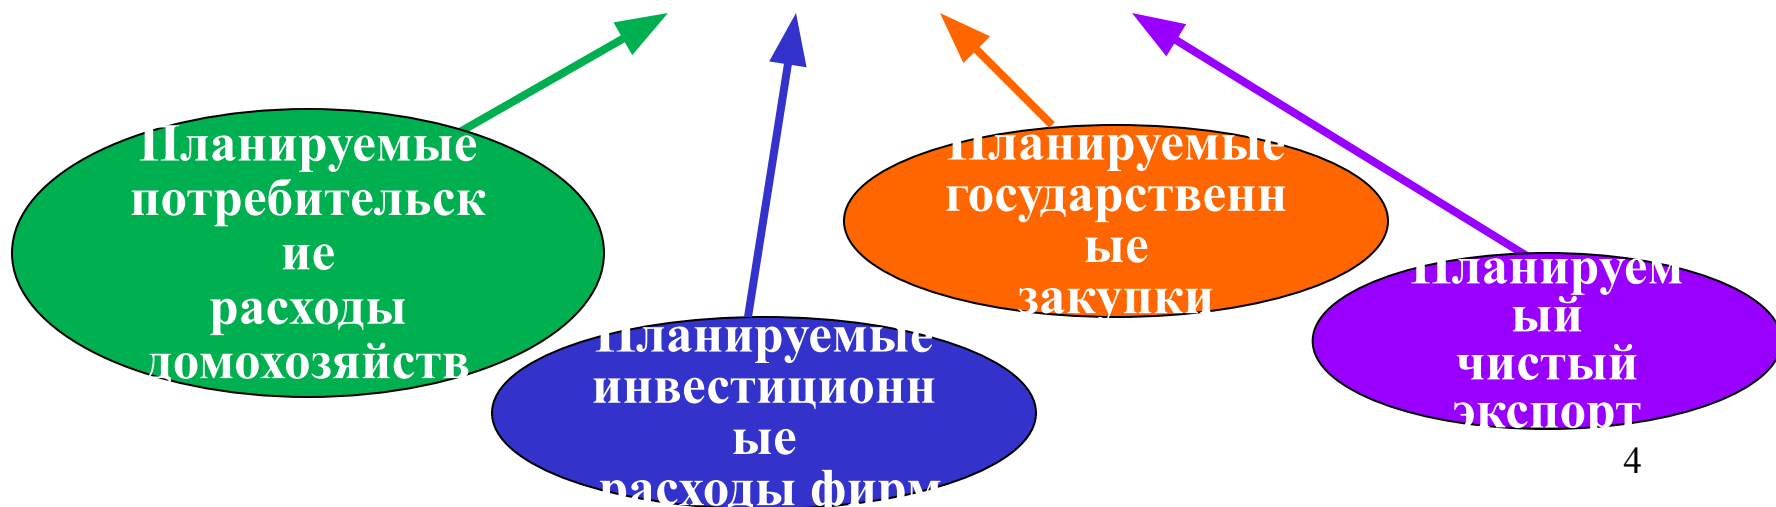 Планируемые
потребительск
ие
расходы
домохозяйств
Планируемые
инвестиционн
ые
расходы фирм
Планируемые
государственн
ые
закупки
Планируем
ый
чистый
экспорт
4